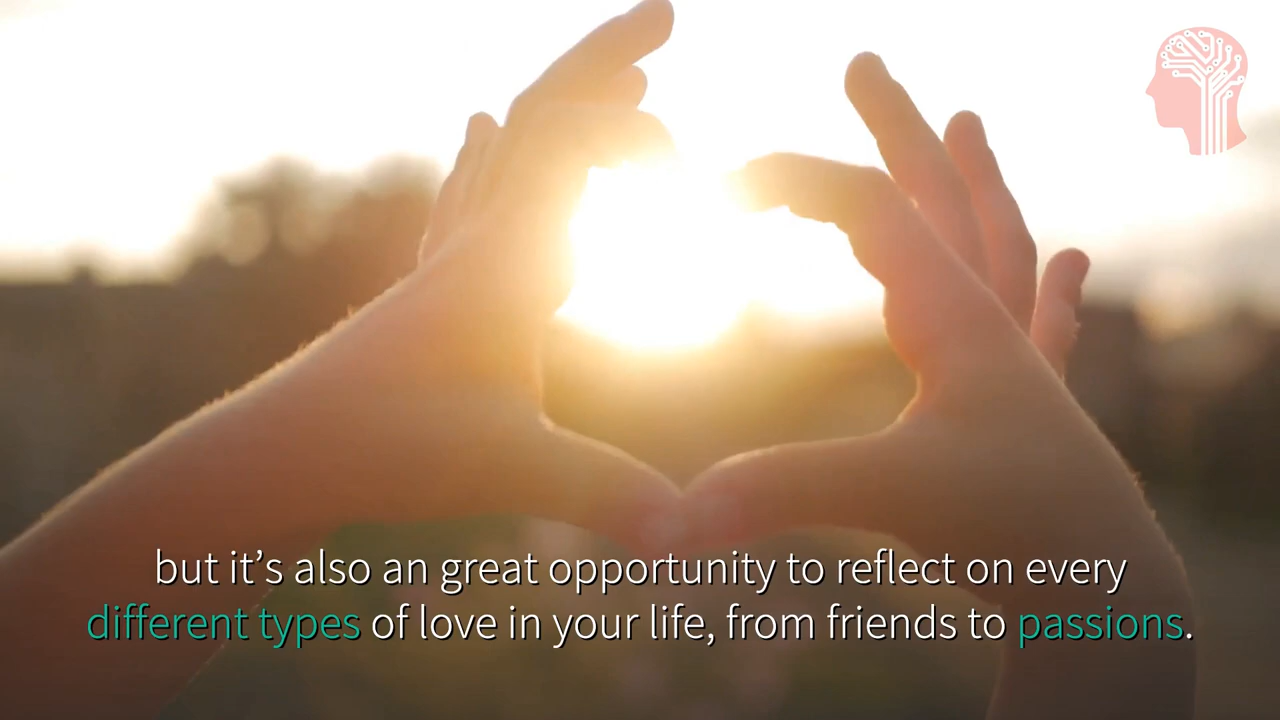 but it’s also an great opportunity to reflect on every
different types of love in your life, from friends to passions.